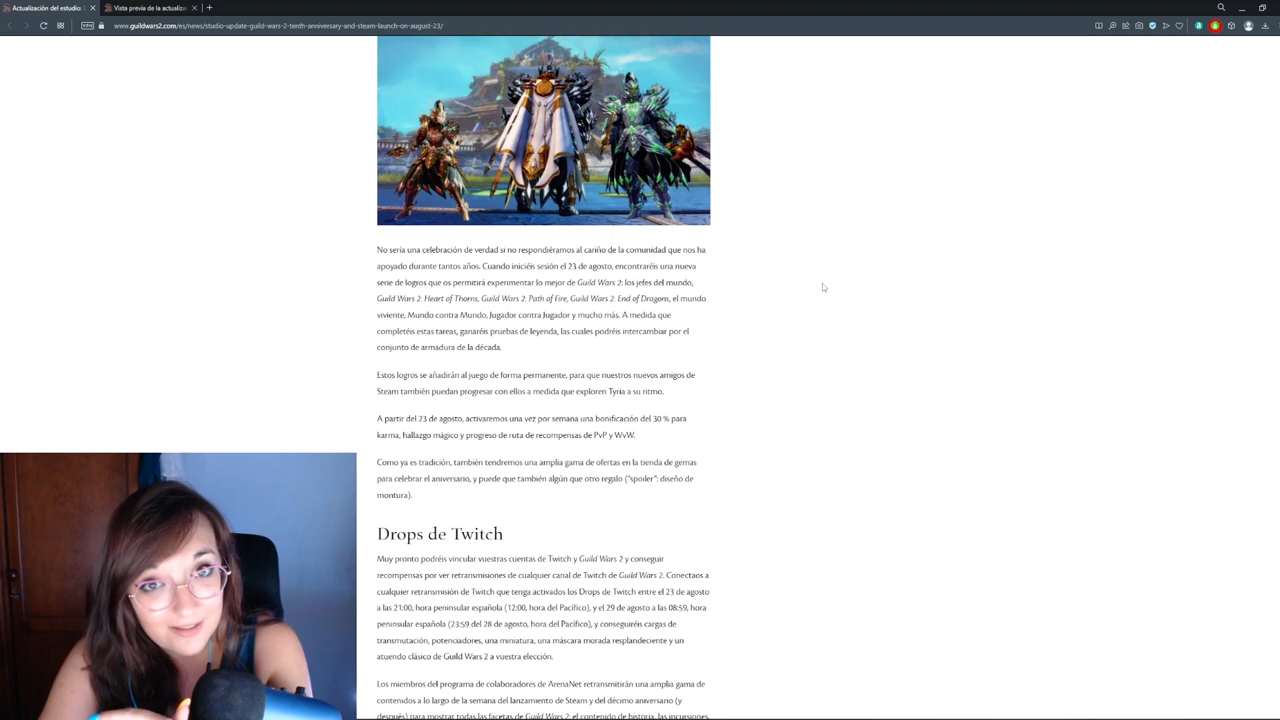 Actualización del estudio:
Vista previa de la actualiza
VPN
www.guildwars2.com/es/news/studio-update-guild-wars-2-tenth-anniversary-and-steam-launch-on-august-23/
No sería una celebración de verdad si no respondiéramos al cariño de la comunidad que nos ha
apoyado durante tantos años. Cuando iniciéis sesión el 23 de agosto, encontraréis una nueva
serie de logros que os permitirá experimentar lo mejor de Guild Wars 2: los jefes del mundo,
Guild Wars 2: Heart of Thorns, Guild Wars 2: Path of Fire, Guild Wars 2: End of Dragons, el mundo
viviente, Mundo contra Mundo, Jugador contra Jugador y mucho más. A medida que
completéis estas tareas, ganaréis pruebas de leyenda, las cuales podréis intercambiar por el
conjunto de armadura de la década.
Estos logros se añadirán al juego de forma permanente, para que nuestros nuevos amigos de
Steam también puedan progresar con ellos a medida que exploren Tyria a su ritmo.
A partir del 23 de agosto, activaremos una vez por semana una bonificación del 30 % para
karma, hallazgo mágico y progreso de ruta de recompensas de PvP y WvW.
Como ya es tradición, también tendremos una amplia gama de ofertas en la tienda de gemas
para celebrar el aniversario, y puede que también algún que otro regalo ("spoiler": diseño de
montura).
Drops de Twitch
Muy pronto podréis vincular vuestras cuentas de Twitch y Guild Wars 2 y conseguir
recompensas por ver retransmisiones de cualquier canal de Twitch de Guild Wars 2. Conectaos a
cualquier retransmisión de Twitch que tenga activados los Drops de Twitch entre el 23 de agosto
a las 21:00, hora peninsular española (12:00, hora del Pacífico), y el 29 de agosto a las 08:59, hora
peninsular española (23:59 del 28 de agosto, hora del Pacífico), y conseguiréis cargas de
transmutación, potenciadores, una miniatura, una máscara morada resplandeciente y un
atuendo clásico de Guild Wars 2 a vuestra elección.
Los miembros del programa de colaboradores de ArenaNet retransmitirán una amplia gama de
contenidos a lo largo de la semana del lanzamiento de Steam y del décimo aniversario (y
después) para mostrar todas las facetas de Guild Wars 2: el contenido de historia, las incursiones,